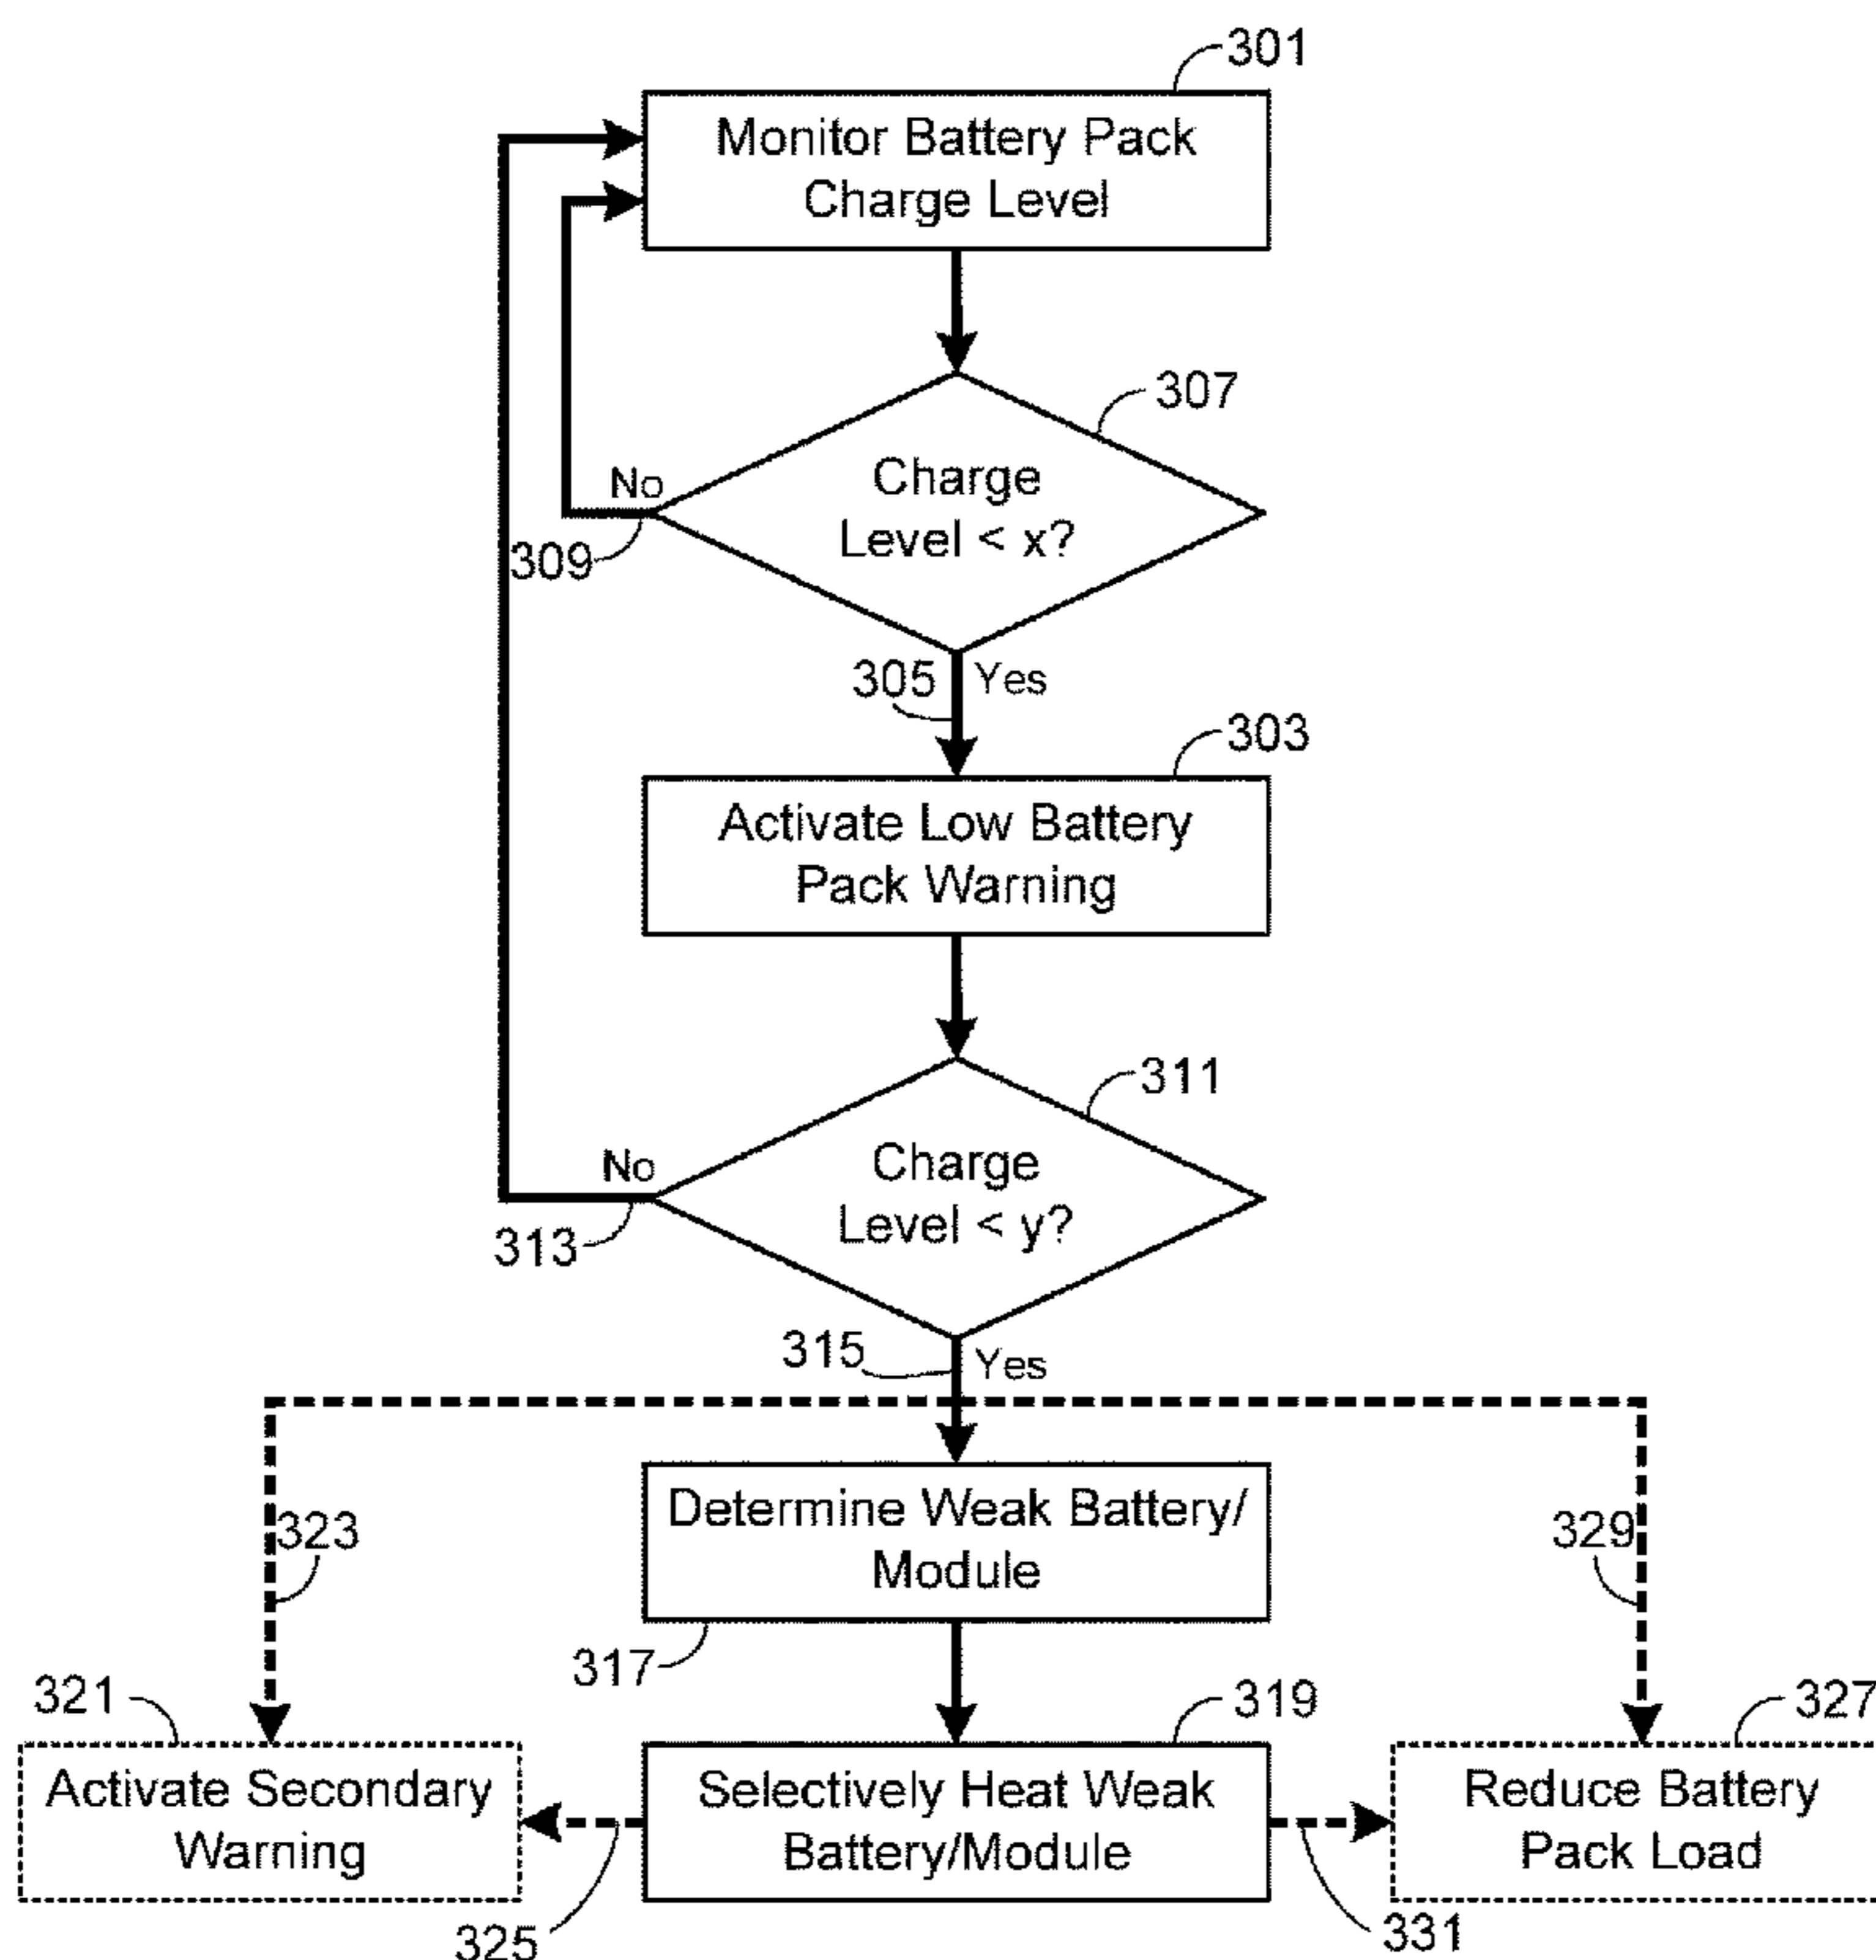 301
Monitor Battery Pack
Charge Level
307
No
Charge
Level < x?
309
305
Yes
303
Activate Low Battery
Pack Warning
311
No
Charge
Level < y?
313
315
Yes
323
Determine Weak Battery/
Module
329
317
321
319
327
Activate Secondary
Warning
Selectively Heat Weak
Battery/Module
Reduce Battery
Pack Load
325
331